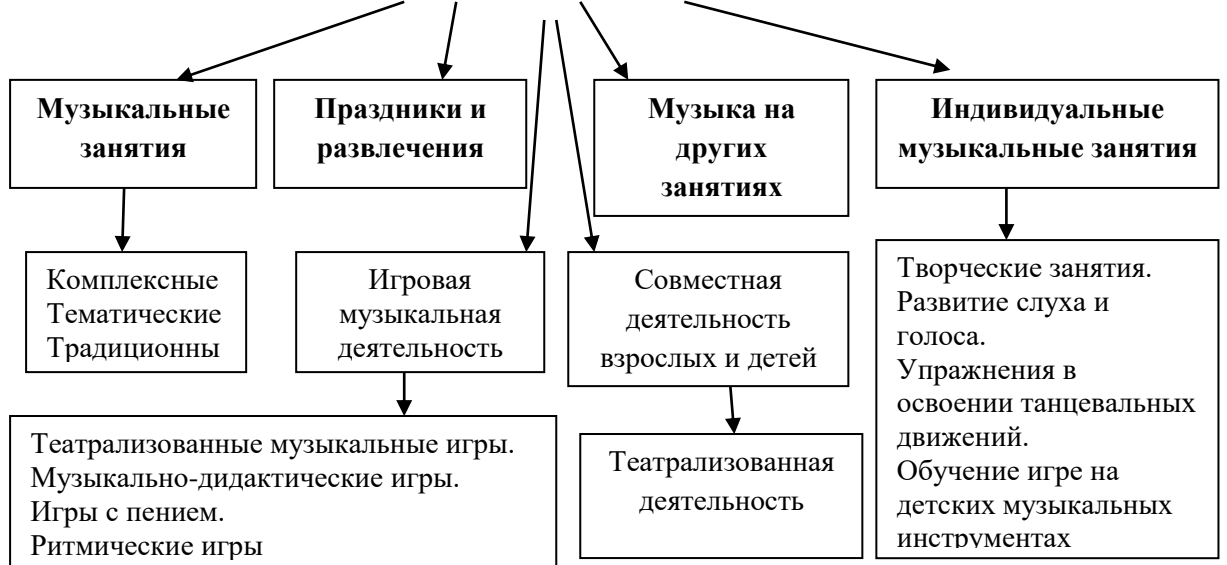 Музыкальные
занятия
Праздники и
развлечения
Музыка на
других
занятиях
Индивидуальные
музыкальные занятия
Комплексные
Тематические
Традиционны
Игровая
музыкальная
деятельность
Совместная
деятельность
взрослых и детей
Творческие занятия.
Развитие слуха и
голоса.
Упражнения в
освоении танцевальных
движений.
Обучение игре на
детских музыкальных
инструментах
Театрализованные музыкальные игры.
Музыкально-дидактические игры.
Игры с пением.
Ритмические игры
Театрализованная
деятельность